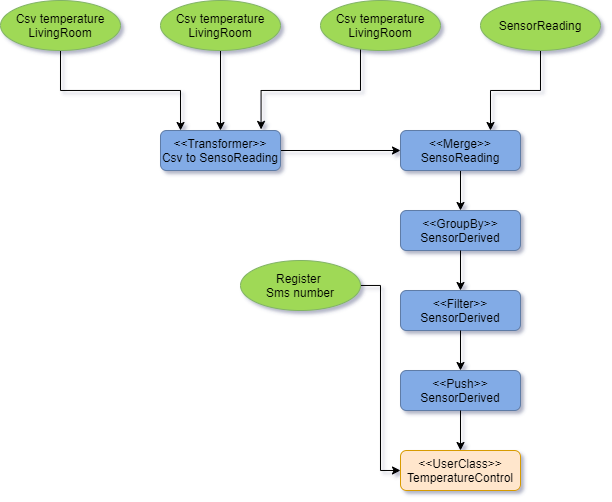 Csv temperature
LivingRoom
Csv temperature
LivingRoom
Csv temperature
LivingRoom
SensorReading
<<Transformer>>
Csv to SensoReading
<<Merge>>
SensoReading
<<GroupBy>>
SensorDerived
Register
Sms number
<<Filter>>
SensorDerived
<<Push>>
SensorDerived
<<UserClass>>
TemperatureControl